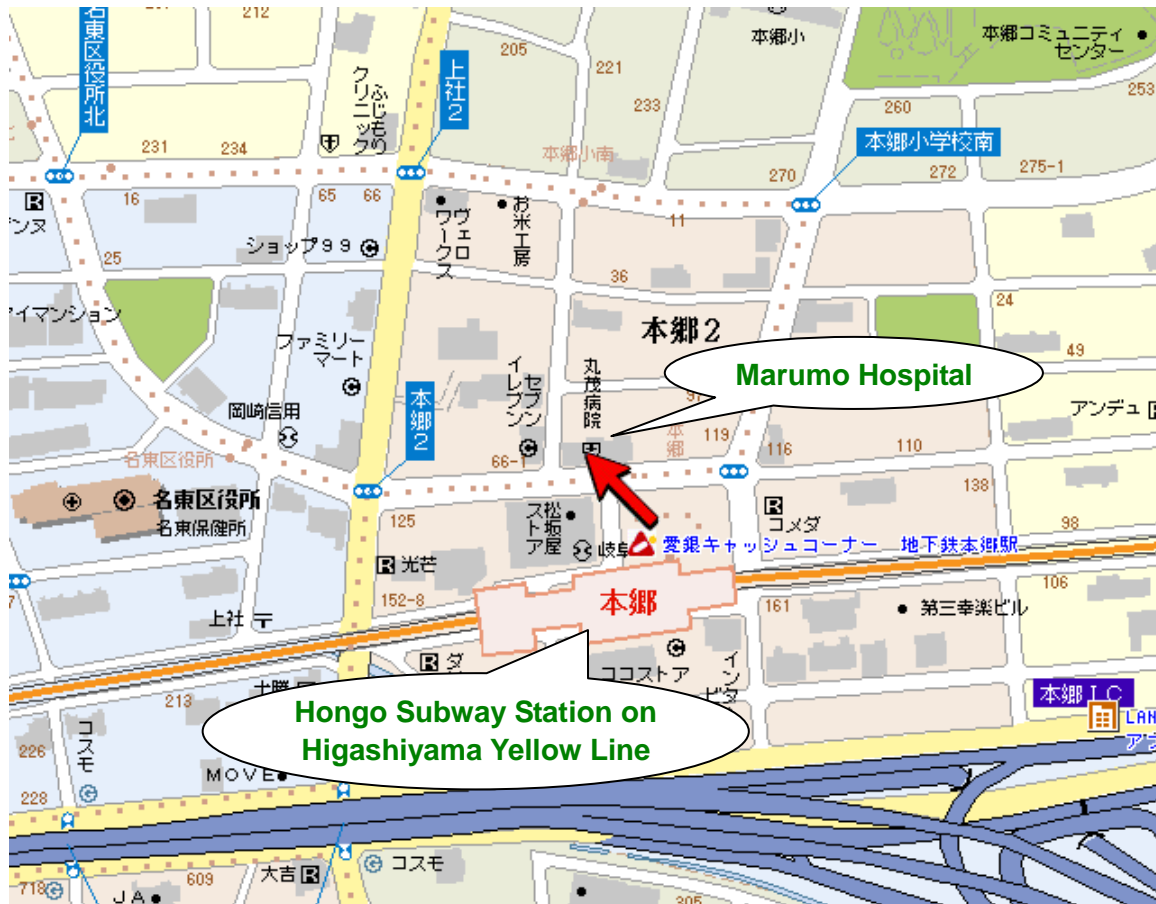 212
名東区役所北
205
上社2
221
233
本郷小
本郷コミュニティ
センター
253
260
ふじもり
クリニック
231
234
本郷小南
本郷小学校南
270
272
275-1
R
ンヌ
16
65
66
ヴェロ
ワークス
お米工房
11
25
ショップ99
36
24
アイマンション
ファミリー
マート
本郷2
49
セブン
イレブン
丸茂病院
Marumo Hospital
岡崎信用
本郷2
本郷
119
116
110
アンデュ
名東区役所
66-1
138
名東区役所
名東保健所
125
松坂屋
ストア
R
コメダ
98
岐阜
愛銀キャッシュコーナー 地下鉄本郷駅
R 光芒
152-8
本郷
161
106
第三幸楽ビル
上社
R
ココストア
213
本郷IC
Hongo Subway Station on
Higashiyama Yellow Line
コスモ
226
MOVE
LAN
228
大吉 R
コスモ
718
609
JA
305